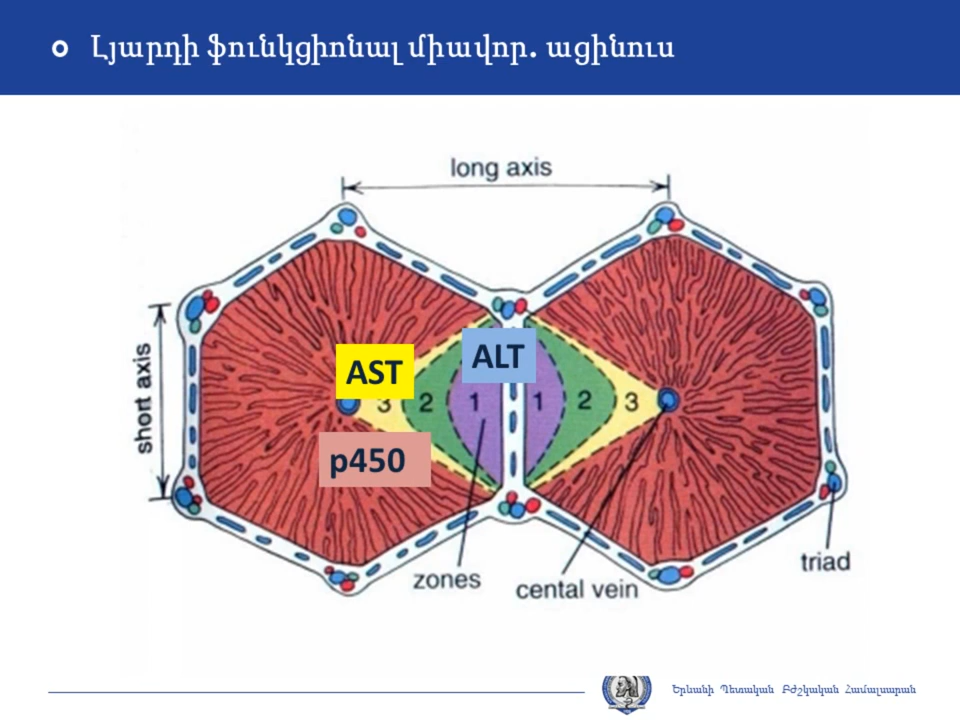 Լյարդի ֆունկցիոնալ միավոր. ացինուս
long axis
short axis
AST
ALT
3 2 1 1 2 3
p450
zones
cental vein
triad
Երևանի Պետական Բժշկական Համալսարան